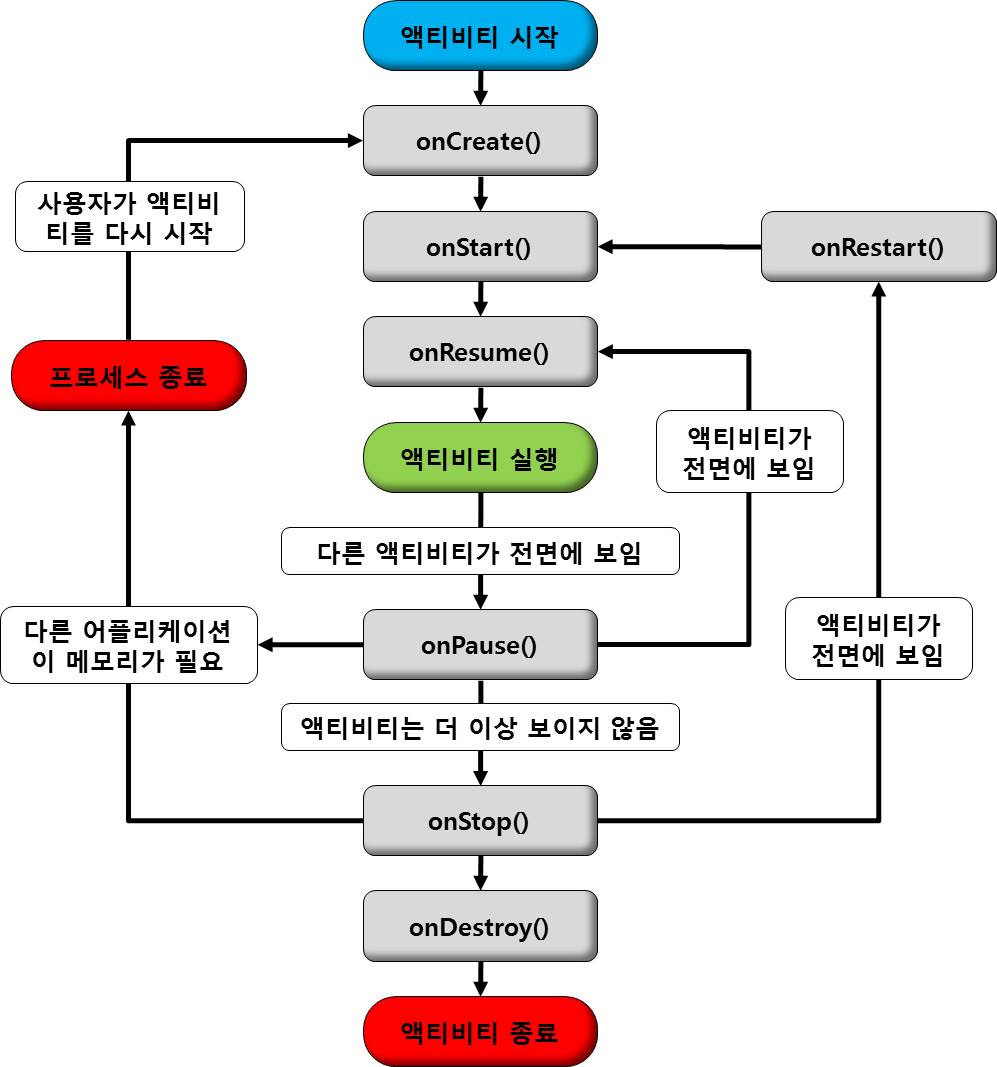 액티비티 시작
onCreate()
사용자가 액티비
티를 다시 시작
onStart()
onRestart()
onResume()
프로세스 종료
액티비티가
전면에 보임
액티비티 실행
다른 액티비티가 전면에 보임
다른 어플리케이션
이 메모리가 필요
onPause()
액티비티가
전면에 보임
액티비티는 더 이상 보이지 않음
onStop()
onDestroy()
액티비티 종료